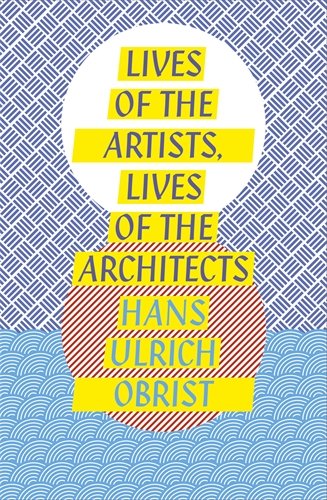 LIVES
OF THE
ARTISTS,
LIVES
OF THE
ARCHITECTS
HANS
ULRICH
OBRIST